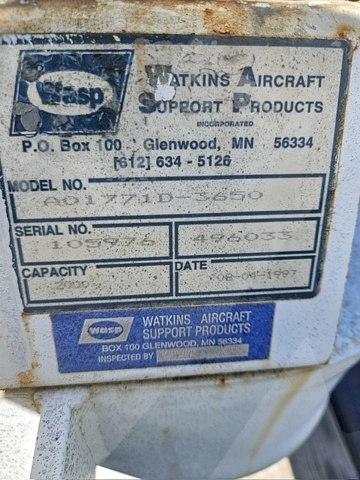 Wasp
WATKINS AIRCRAFT
SUPPORT PRODUCTS
INCORPORATED
P.O. Box 100 Glenwood, MN 56334
[612] 634 - 5126
MODEL NO.
A01771D-3650
SERIAL NO.
105976 496033
CAPACITY DATE
2000 08-04-1997
Wasp
WATKINS AIRCRAFT
SUPPORT PRODUCTS
BOX 100 GLENWOOD, MN 56334
INSPECTED BY